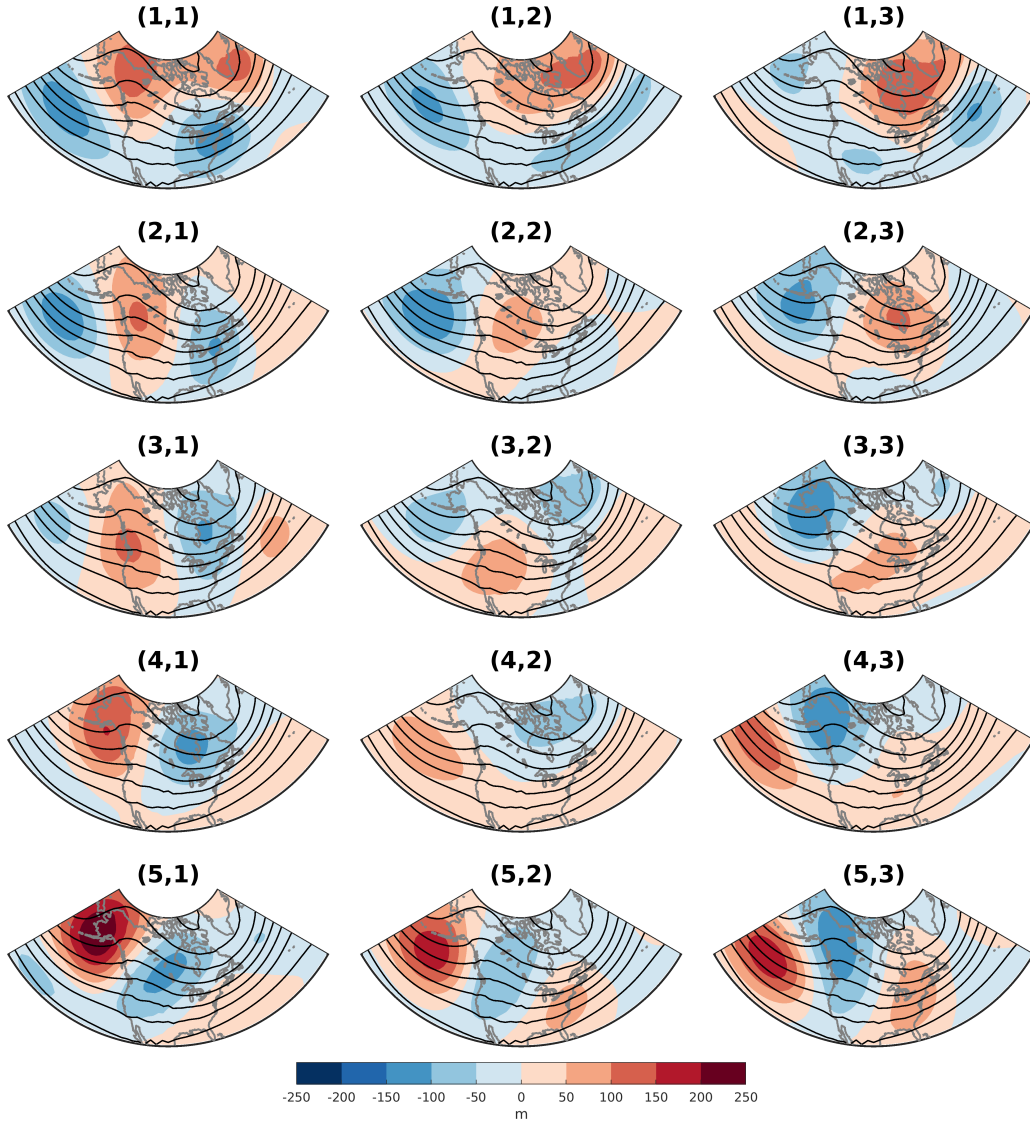 (1,1) (1,2) (1,3)
(2,1) (2,2) (2,3)
(3,1) (3,2) (3,3)
(4,1) (4,2) (4,3)
(5,1) (5,2) (5,3)
-250 -200 -150 -100 -50 0 50 100 150 200 250
m